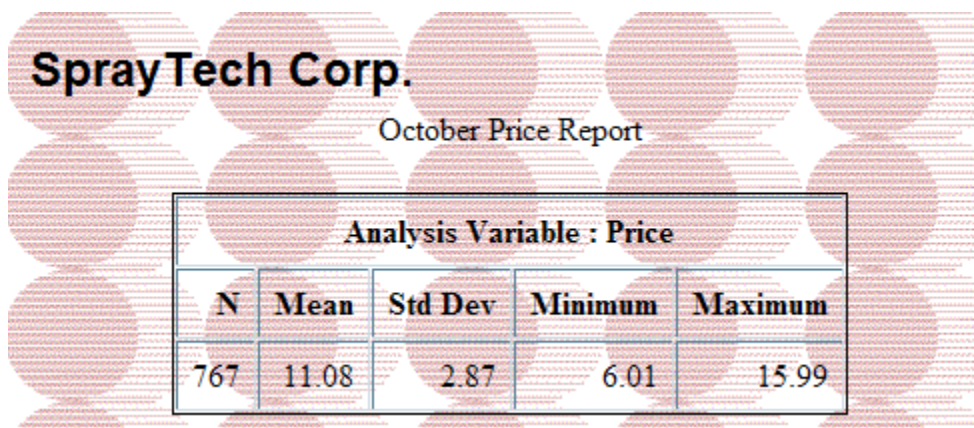 SprayTech Corp.
October Price Report
Analysis Variable : Price
N Mean Std Dev Minimum Maximum
767 11.08 2.87 6.01 15.99